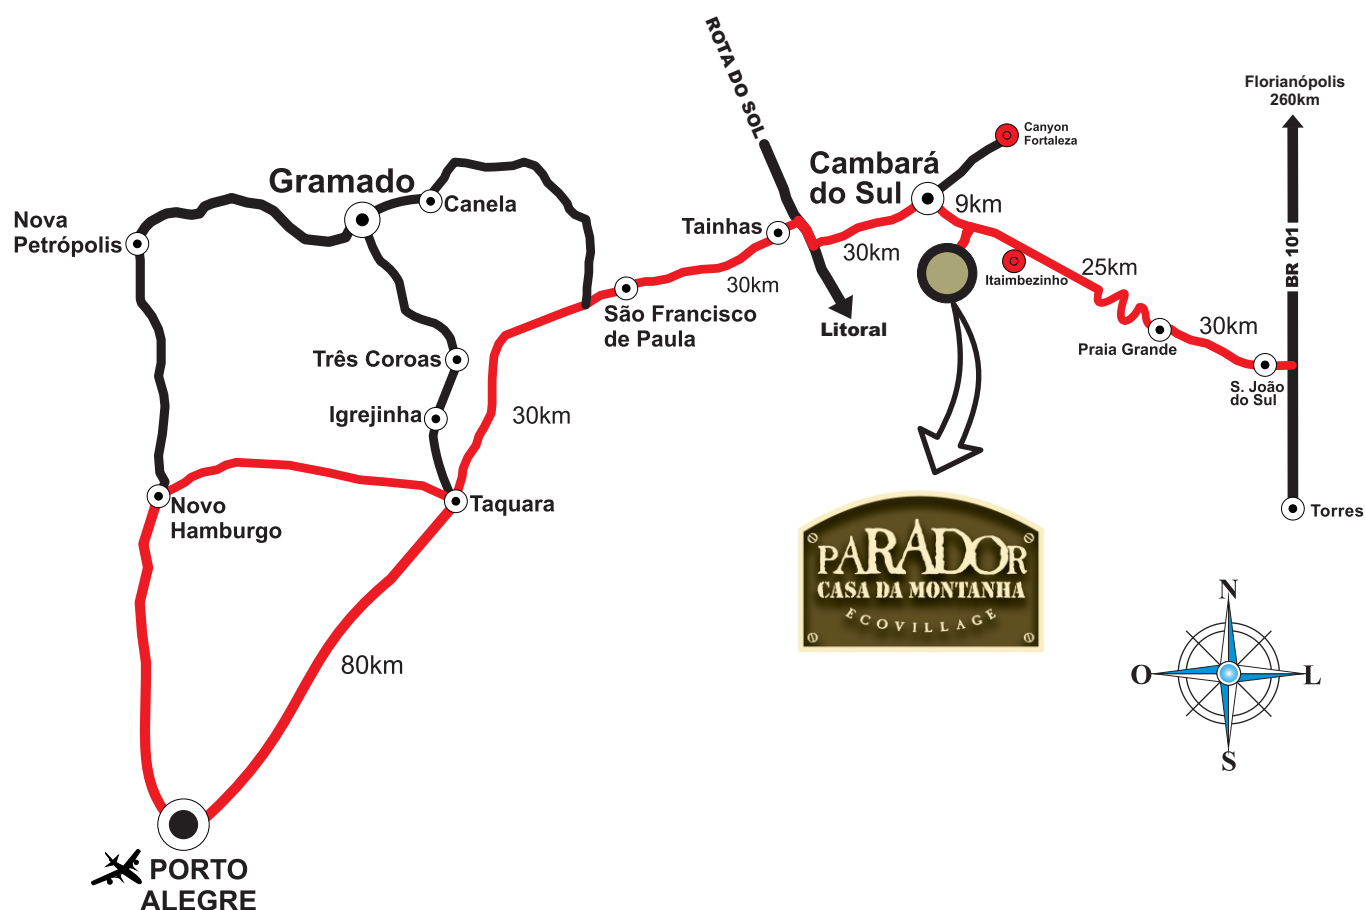 ROTA DO SOL
Florianópolis
260km
Canyon
Fortaleza
Cambará
do Sul
Gramado
Canela
9km
Nova
Petrópolis
Tainhas
30km
25km
BR 101
Itaimbezinho
30km
São Francisco
de Paula
Litoral
30km
Praia Grande
Três Coroas
S. João
do Sul
Igrejinha
30km
Novo
Hamburgo
Taquara
Torres
PARADOR
CASA DA MONTANHA
ECOVILLAGE
N
O
L
S
80km
PORTO
ALEGRE